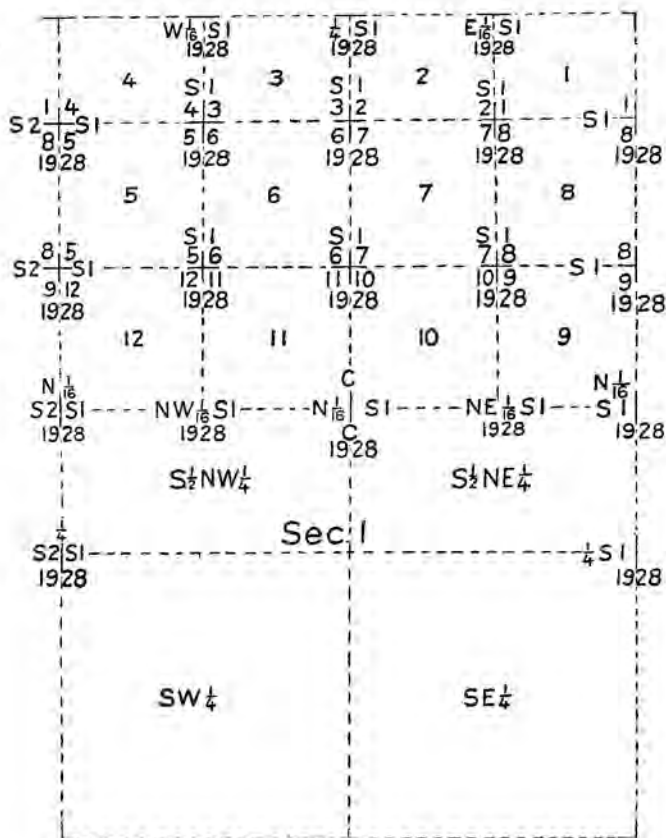 W 1/16 S1 1/4 S1 E 1/16 S1
1928 1928 1928
4 3 2 1
S1 S1 S1
1 4 4 3 3 2 2 1 1
S2 S1 S1
8 5 5 6 6 7 7 8 8
1928 1928 1928 1928 1928
5 6 7 8
S1 S1 S1
8 5 5 6 6 7 7 8 8
S2 S1 S1
9 12 12 11 11 10 10 9 9
1928 1928 1928 1928 1928
12 11 10 9
N 1/16 C N 1/16
S2 S1 NW 1/16 S1 N 1/16 S1 NE 1/16 S1 S1
C
1928 1928 1928 1928 1928
S½NW¼ S½NE¼
Sec. 1
1/4
S2 S1 1/4 S1
1928 1928
SW¼ SE¼